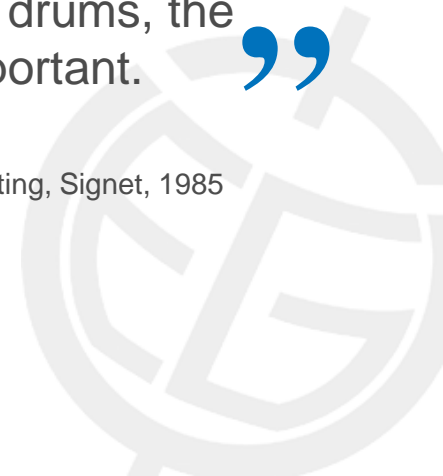 drums, the
portant.
”
ting, Signet, 1985